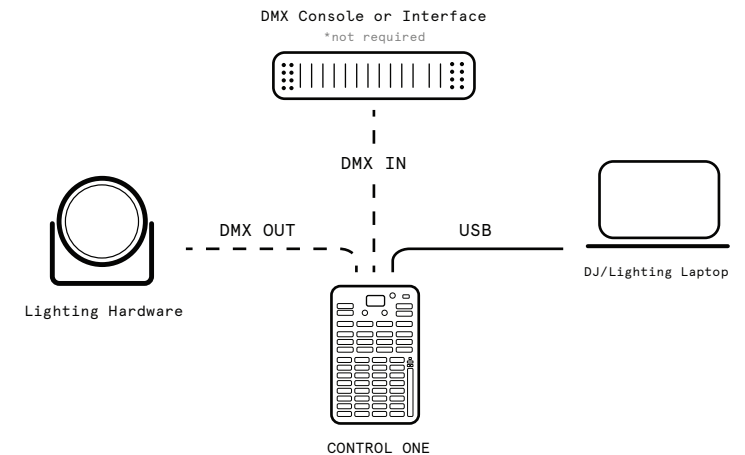 DMX Console or Interface
*not required
DMX IN
DMX OUT
USB
DJ/Lighting Laptop
Lighting Hardware
CONTROL ONE